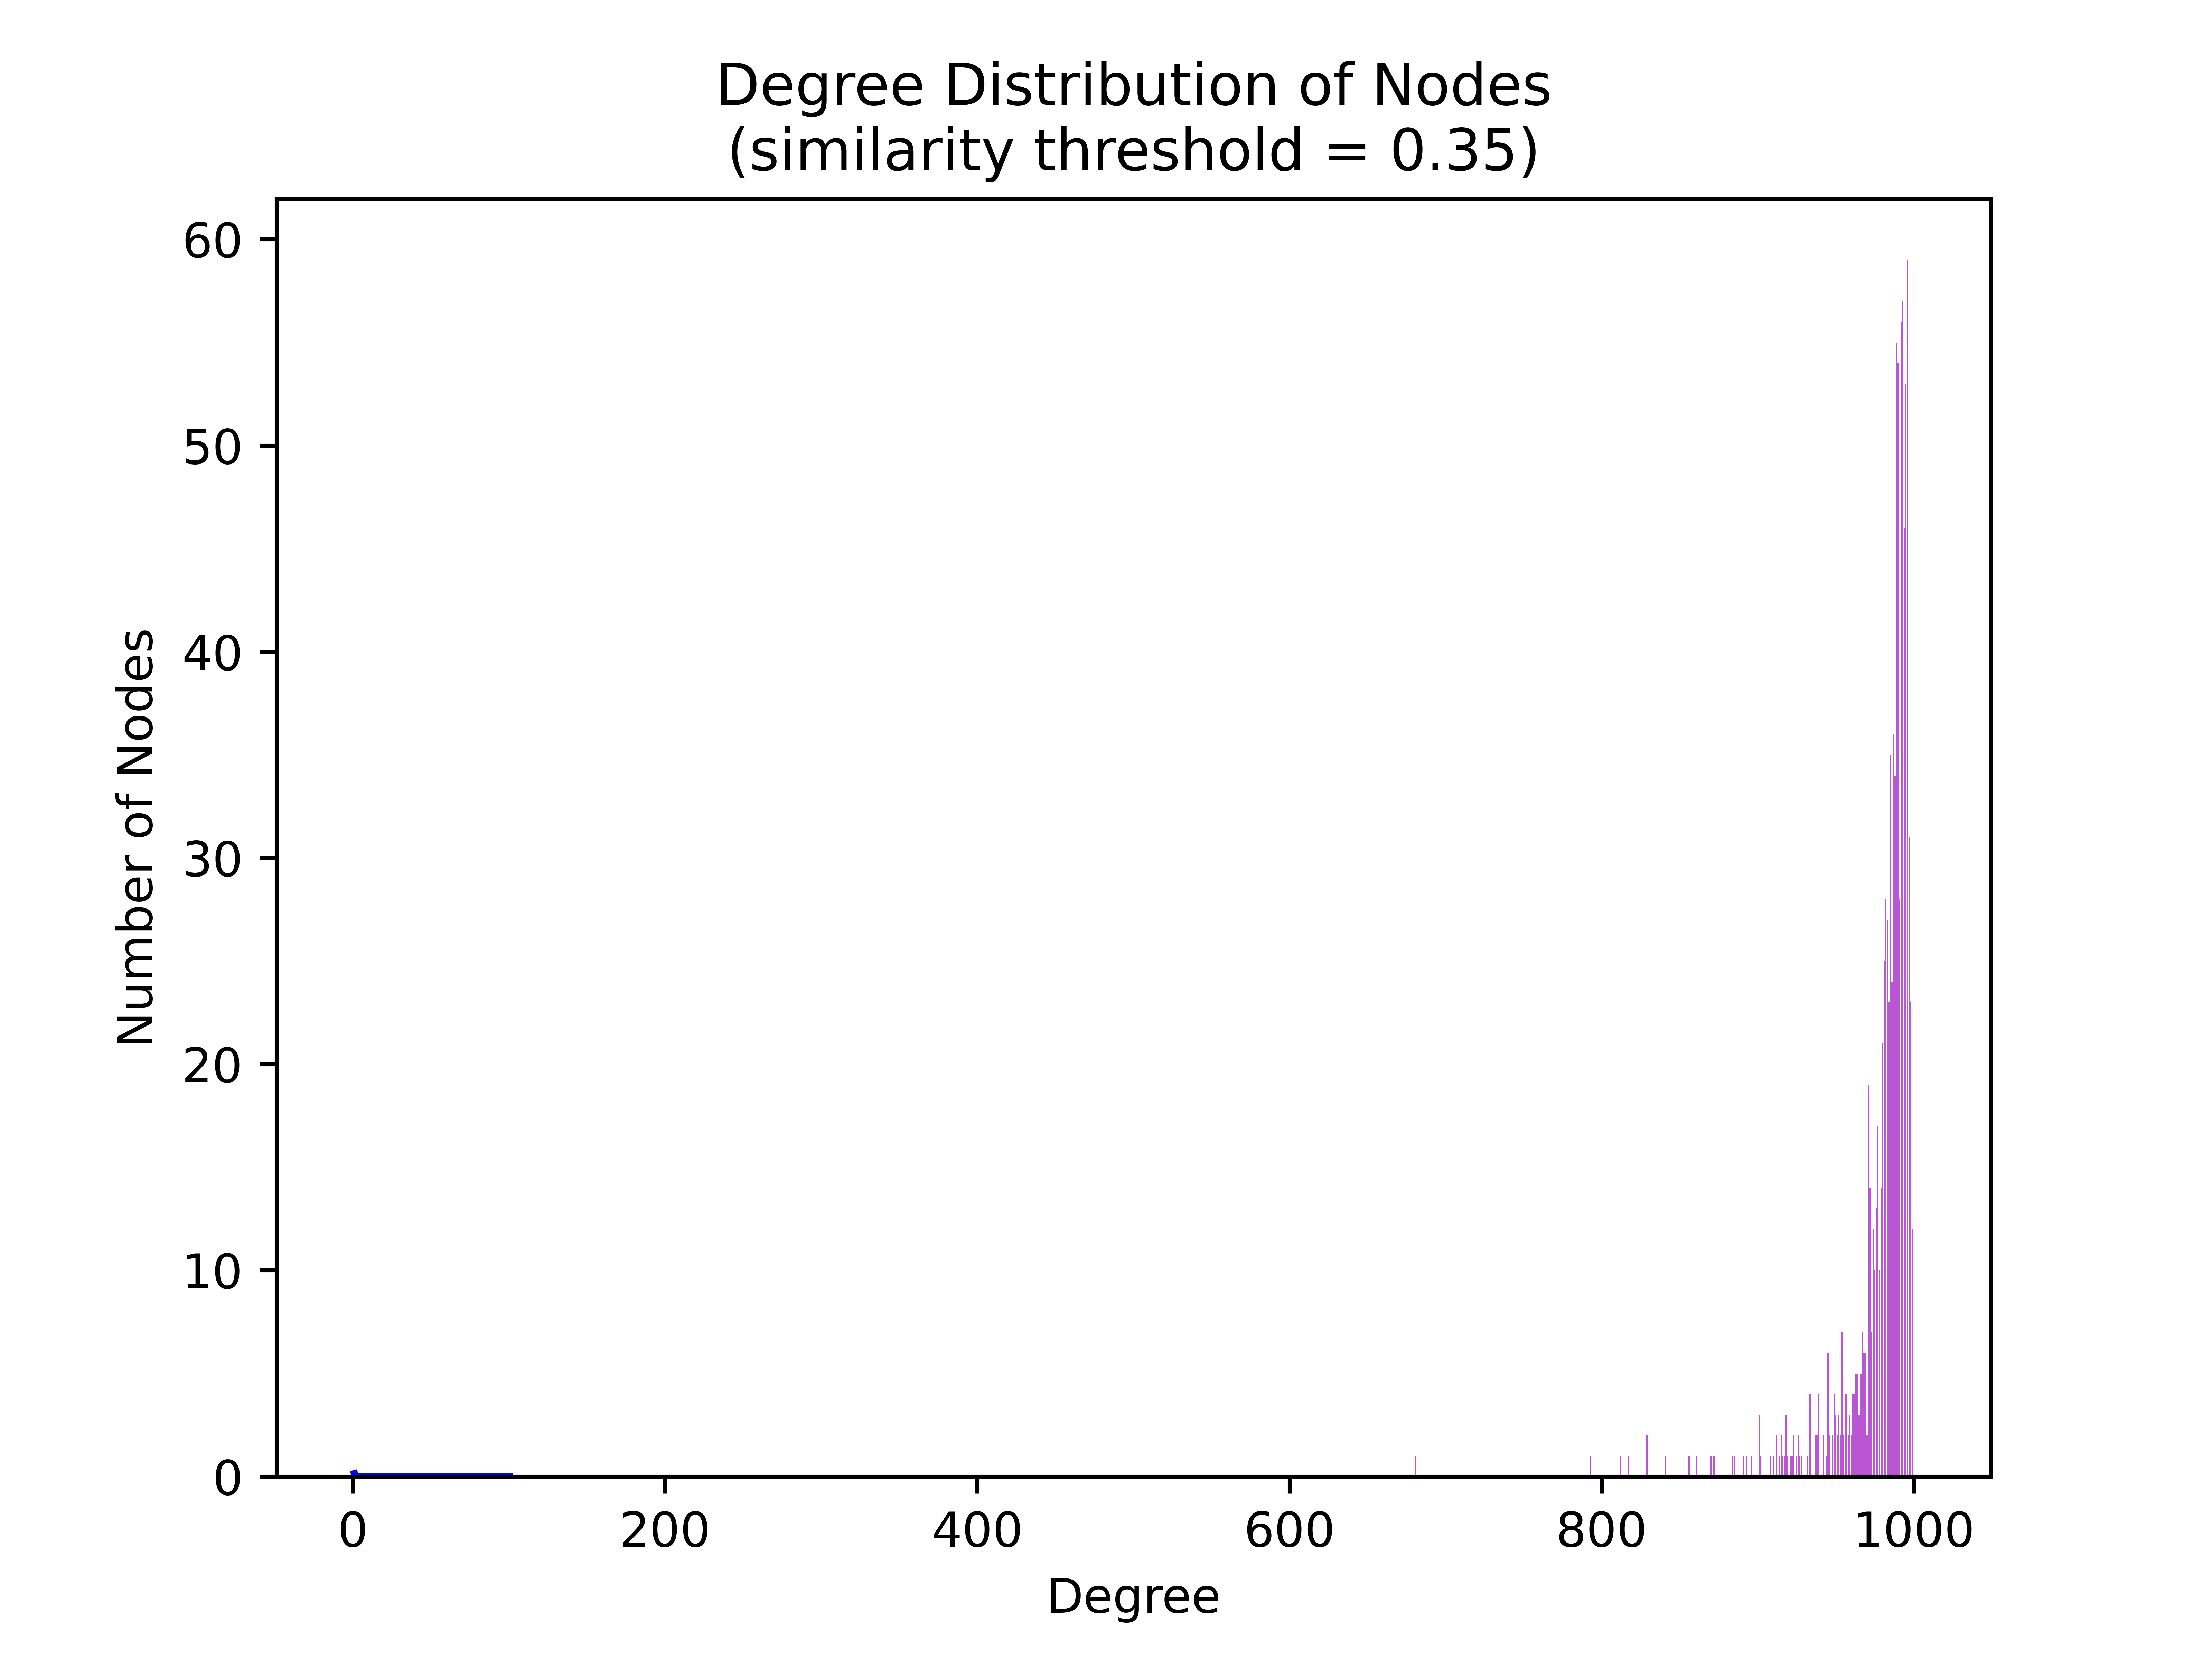 Degree Distribution of Nodes
(similarity threshold = 0.35)
60
50
40
30
20
10
0
Number of Nodes
0 200 400 600 800 1000
Degree